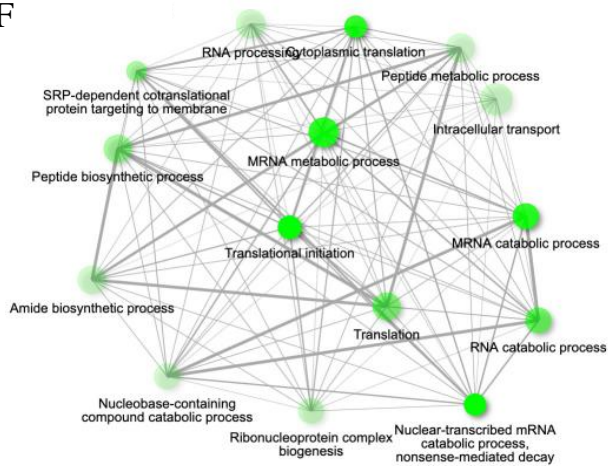 F
RNA processing
Cytoplasmic translation
Peptide metabolic process
SRP-dependent cotranslational
protein targeting to membrane
Intracellular transport
MRNA metabolic process
Peptide biosynthetic process
MRNA catabolic process
Translational initiation
Amide biosynthetic process
Translation
RNA catabolic process
Nucleobase-containing
compound catabolic process
Ribonucleoprotein complex
biogenesis
Nuclear-transcribed mRNA
catabolic process,
nonsense-mediated decay